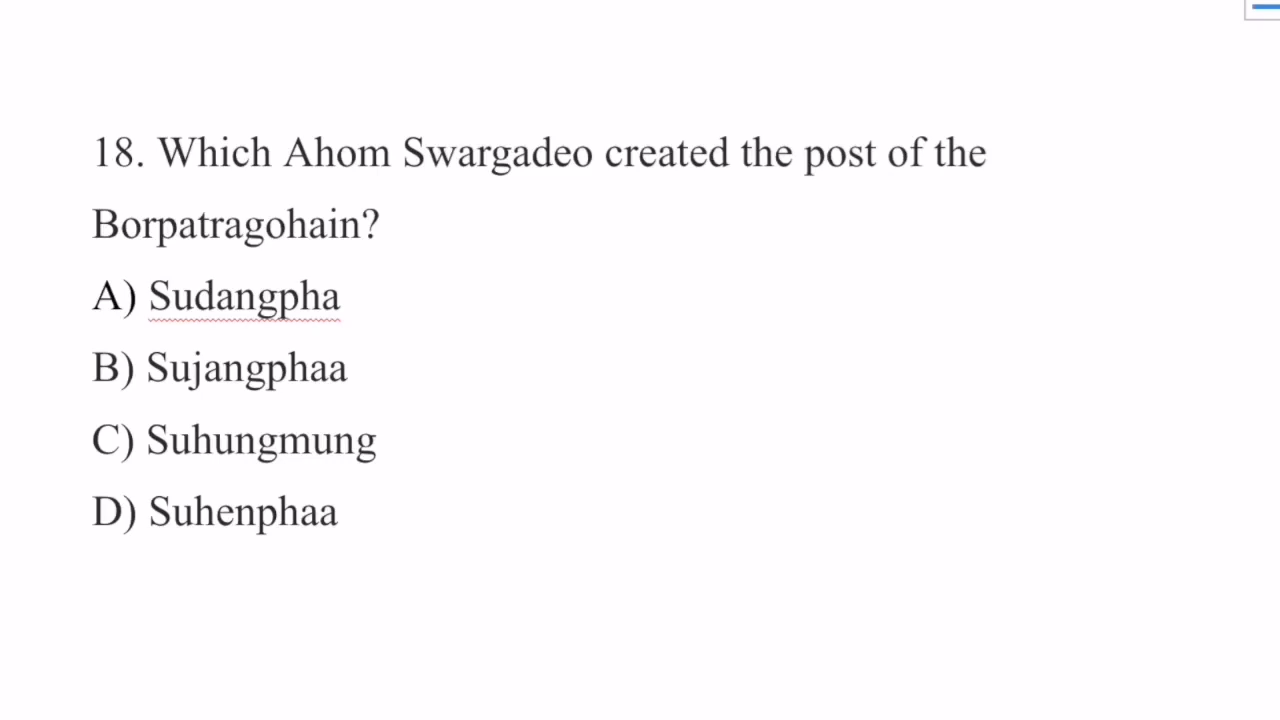 18. Which Ahom Swargadeo created the post of the
Borpatragohain?
A) Sudangpha
B) Sujangphaa
C) Suhungmung
D) Suhenphaa